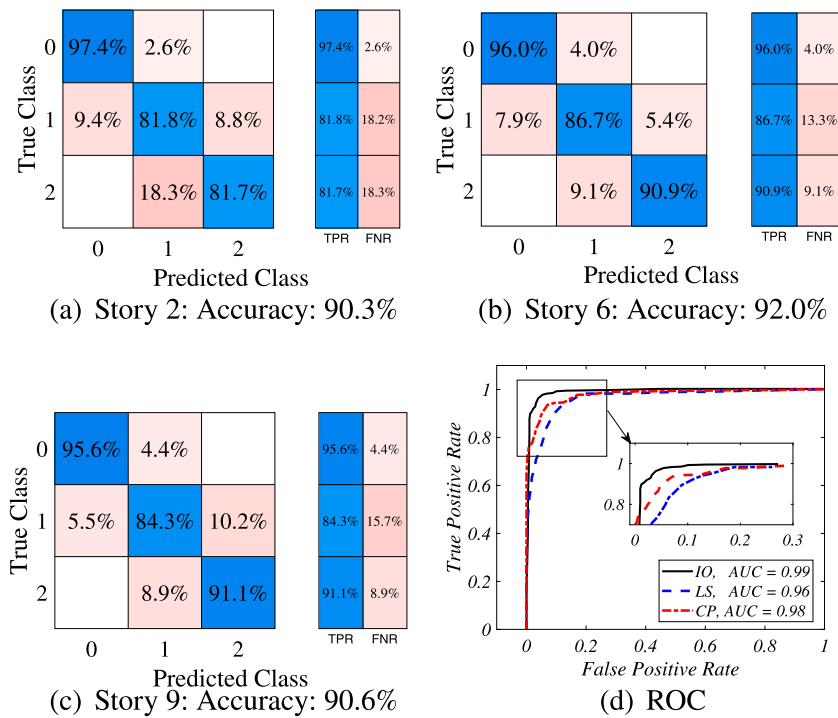 0 97.4% 2.6% 97.4% 2.6%
True Class
1 9.4% 81.8% 8.8% 81.8% 18.2%
2 18.3% 81.7% 81.7% 18.3%
TPR FNR
0 1 2
Predicted Class
(a) Story 2: Accuracy: 90.3%
0 96.0% 4.0% 96.0% 4.0%
True Class
1 7.9% 86.7% 5.4% 86.7% 13.3%
2 9.1% 90.9% 90.9% 9.1%
TPR FNR
0 1 2
Predicted Class
(b) Story 6: Accuracy: 92.0%
0 95.6% 4.4% 95.6% 4.4%
True Class
1 5.5% 84.3% 10.2% 84.3% 15.7%
2 8.9% 91.1% 91.1% 8.9%
TPR FNR
0 1 2
Predicted Class
(c) Story 9: Accuracy: 90.6%
True Positive Rate
1
0.8
0.6
0.4
0.2
0
1
0.8
0 0.1 0.2 0.3
IO, AUC = 0.99
LS, AUC = 0.96
CP, AUC = 0.98
0 0.2 0.4 0.6 0.8 1
False Positive Rate
(d) ROC